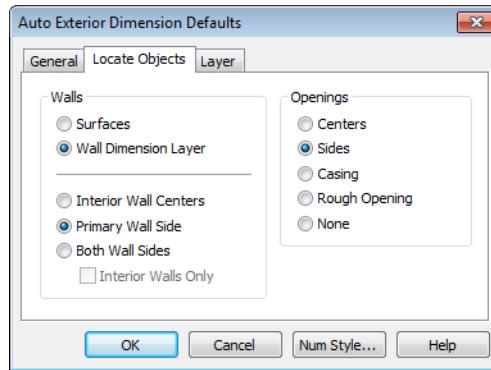 Auto Exterior Dimension Defaults
General Locate Objects Layer
Walls
Surfaces
Wall Dimension Layer
Interior Wall Centers
Primary Wall Side
Both Wall Sides
Interior Walls Only
Openings
Centers
Sides
Casing
Rough Opening
None
OK Cancel Num Style... Help